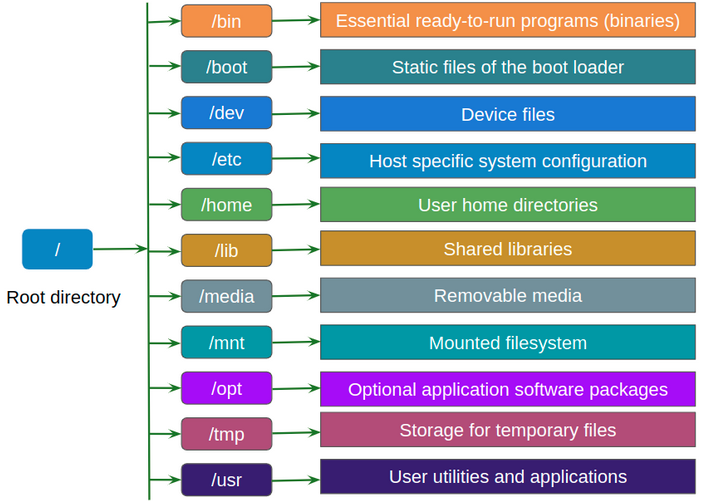 /bin
Essential ready-to-run programs (binaries)
/boot
Static files of the boot loader
/dev
Device files
/etc
Host specific system configuration
/home
User home directories
/
Root directory
/lib
Shared libraries
/media
Removable media
/mnt
Mounted filesystem
/opt
Optional application software packages
/tmp
Storage for temporary files
/usr
User utilities and applications